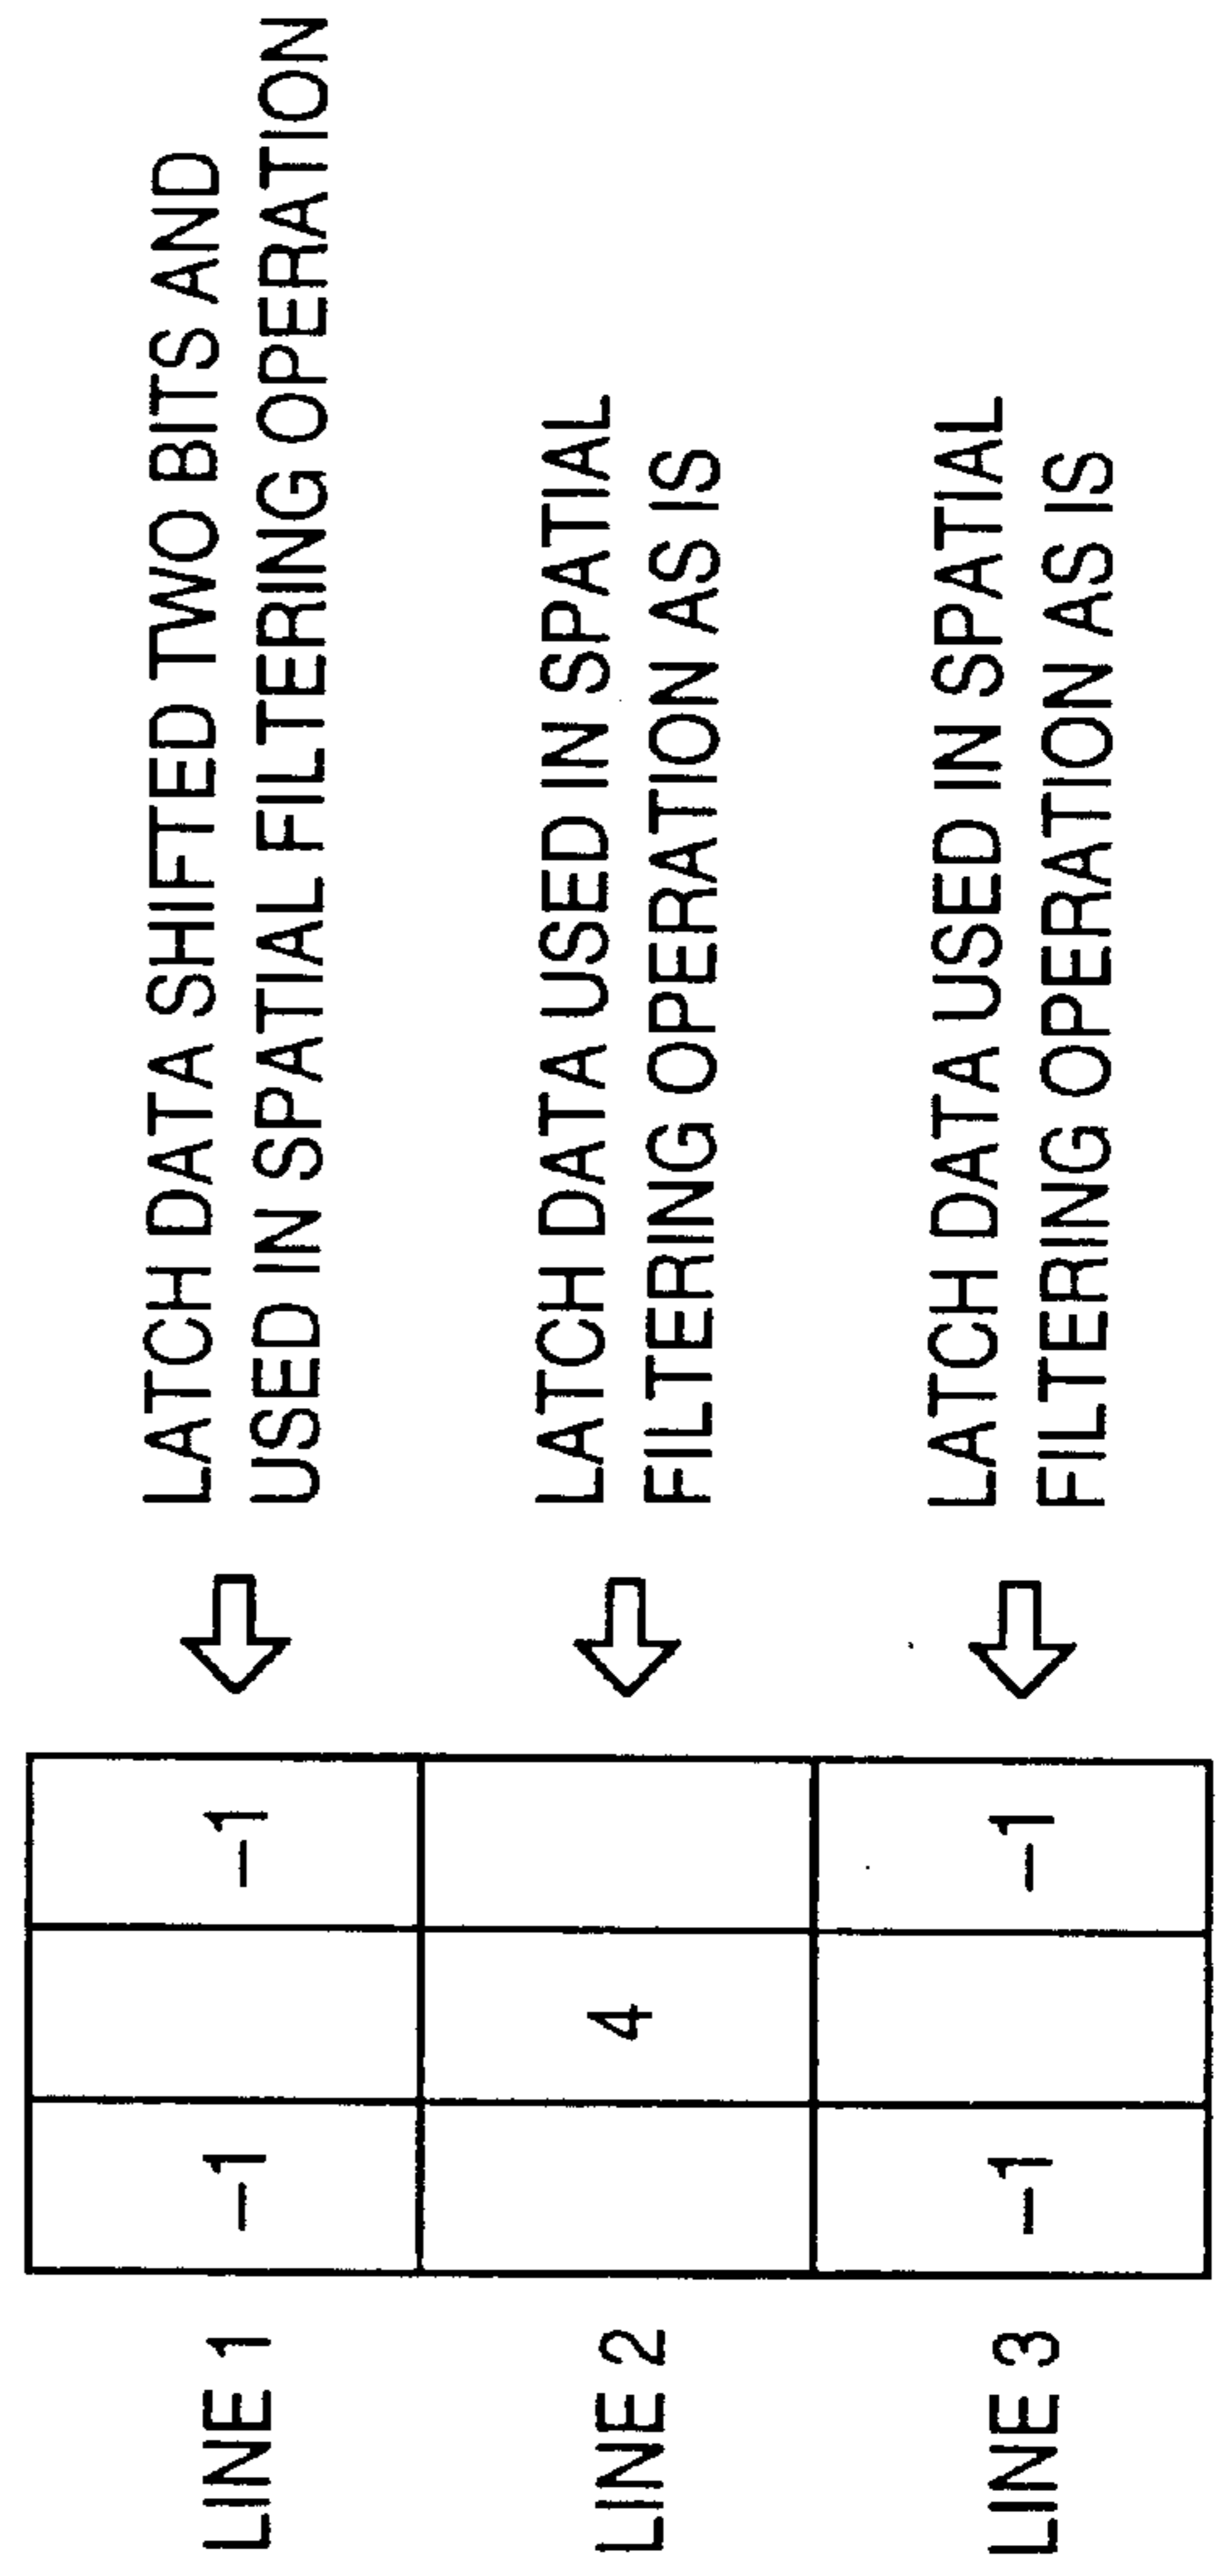 LINE 1
-1
-1
LATCH DATA SHIFTED TWO BITS AND
USED IN SPATIAL FILTERING OPERATION
LINE 2
4
LATCH DATA USED IN SPATIAL
FILTERING OPERATION AS IS
LINE 3
-1
-1
LATCH DATA USED IN SPATIAL
FILTERING OPERATION AS IS